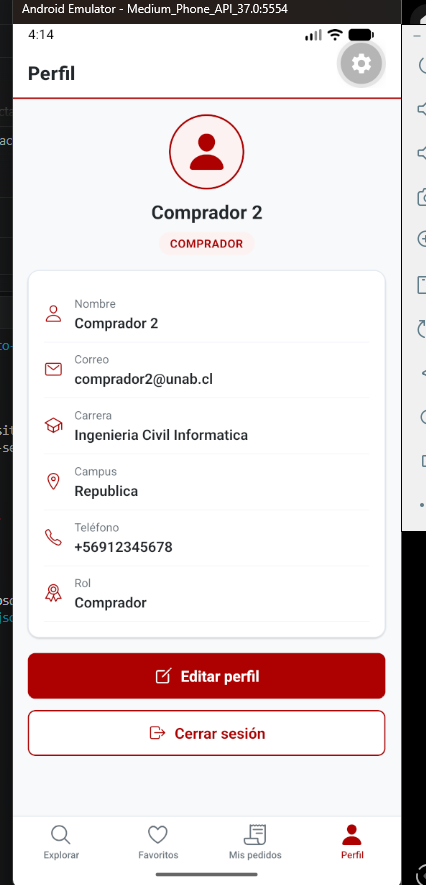 Android Emulator - Medium_Phone_API_37.0:5554
4:14
Perfil
Comprador 2
COMPRADOR
Nombre
Comprador 2
Correo
comprador2@unab.cl
Carrera
Ingenieria Civil Informatica
Campus
Republica
Teléfono
+56912345678
Rol
Comprador
Editar perfil
Cerrar sesión
Explorar
Favoritos
Mis pedidos
Perfil